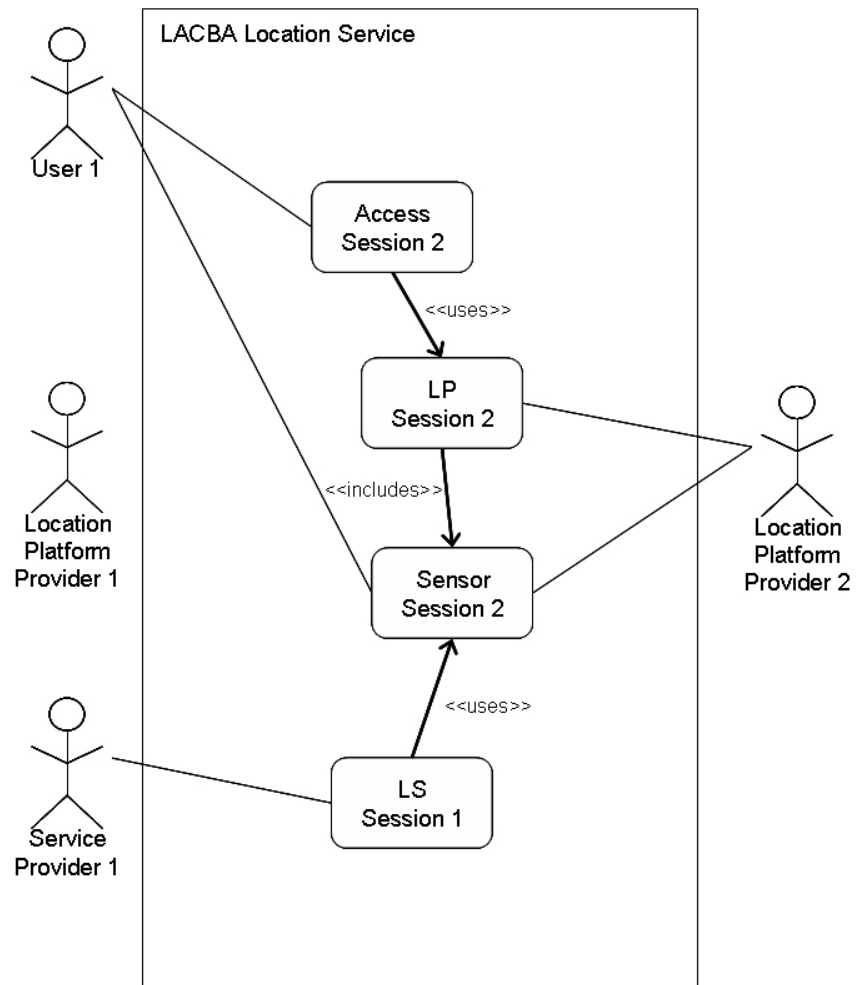 LACBA Location Service
User 1
Access
Session 2
<<uses>>
LP
Session 2
<<includes>>
Location
Platform
Provider 1
Location
Platform
Provider 2
Sensor
Session 2
<<uses>>
LS
Session 1
Service
Provider 1